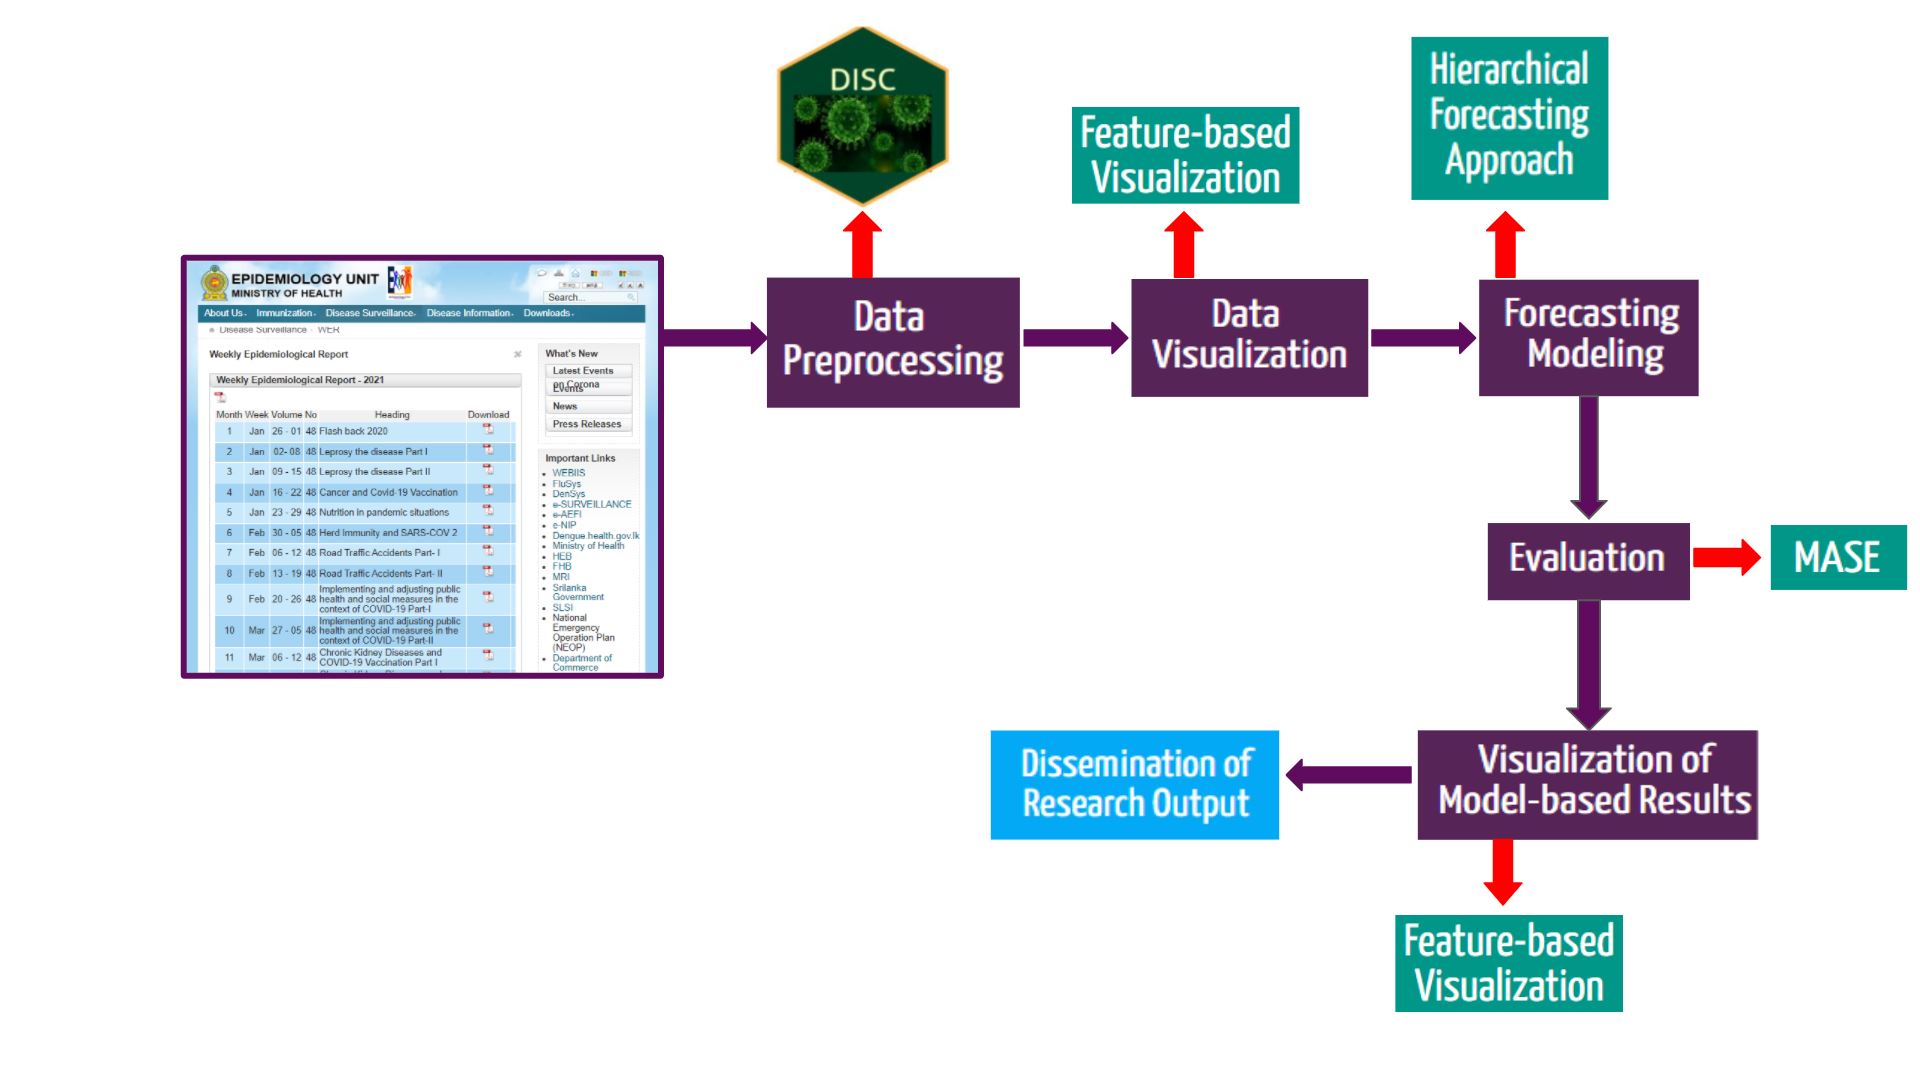 DISC
Feature-based
Visualization
Hierarchical
Forecasting
Approach
EPIDEMIOLOGY UNIT
MINISTRY OF HEALTH
Search...
About Us
Immunization
Disease Surveillance
Disease Information
Downloads
Disease Surveillance
WER
Weekly Epidemiological Report
Weekly Epidemiological Report - 2021
Month Week Volume No Heading Download
1 Jan 26 - 01 48 Flash back 2020
2 Jan 02- 08 48 Leprosy the disease Part I
3 Jan 09 - 15 48 Leprosy the disease Part II
4 Jan 16 - 22 48 Cancer and Covid-19 Vaccination
5 Jan 23 - 29 48 Nutrition in pandemic situations
6 Feb 30 - 05 48 Herd Immunity and SARS-COV 2
7 Feb 06 - 12 48 Road Traffic Accidents Part- I
8 Feb 13 - 19 48 Road Traffic Accidents Part- II
9 Feb 20 - 26 48 Implementing and adjusting public
health and social measures in the
context of COVID-19 Part-I
10 Mar 27 - 05 48 Implementing and adjusting public
health and social measures in the
context of COVID-19 Part-II
11 Mar 06 - 12 48 Chronic Kidney Diseases and
COVID-19 Vaccination Part I
What's New
Latest Events
on Corona
Events
News
Press Releases
Important Links
WEBIIS
FluSys
DenSys
e-SURVEILLANCE
e-AEFI
e-NIP
Dengue.health.gov.lk
Ministry of Health
HEB
FHB
MRI
Srilanka
Government
SLSI
National
Emergency
Operation Plan
(NEOP)
Department of
Commerce
Data
Preprocessing
Data
Visualization
Forecasting
Modeling
Evaluation
MASE
Visualization of
Model-based Results
Dissemination of
Research Output
Feature-based
Visualization